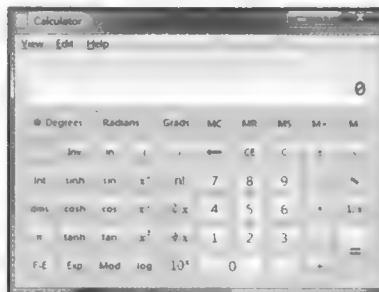 Calculator
View Edit Help
0
Degrees Radians Grads MC MR MS M+ M
Inv ln ( CE C
Int sinh sin n! 7 8 9 %
dms cosh cos 4 5 6 1/x
π tanh tan 1 2 3
F-E Exp Mod log 10ˣ 0 =